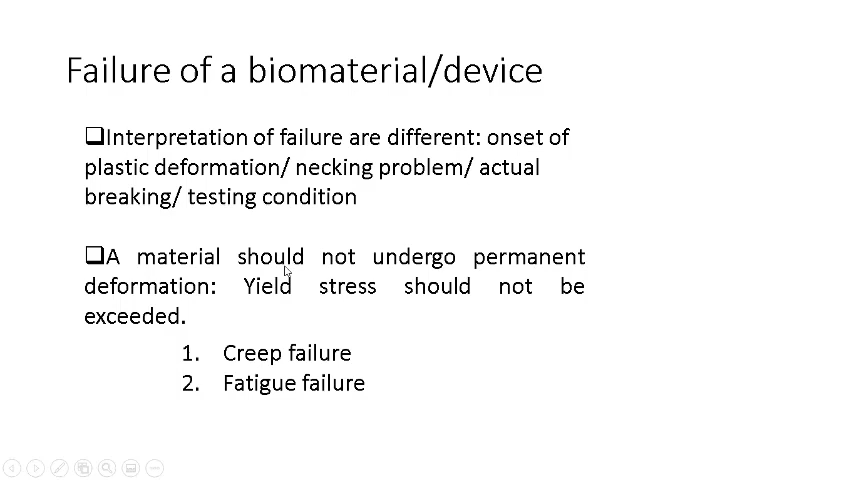 Failure of a biomaterial/device
❑Interpretation of failure are different: onset of
plastic deformation/ necking problem/ actual
breaking/ testing condition
❑A material should not undergo permanent
deformation: Yield stress should not be
exceeded.
1. Creep failure
2. Fatigue failure